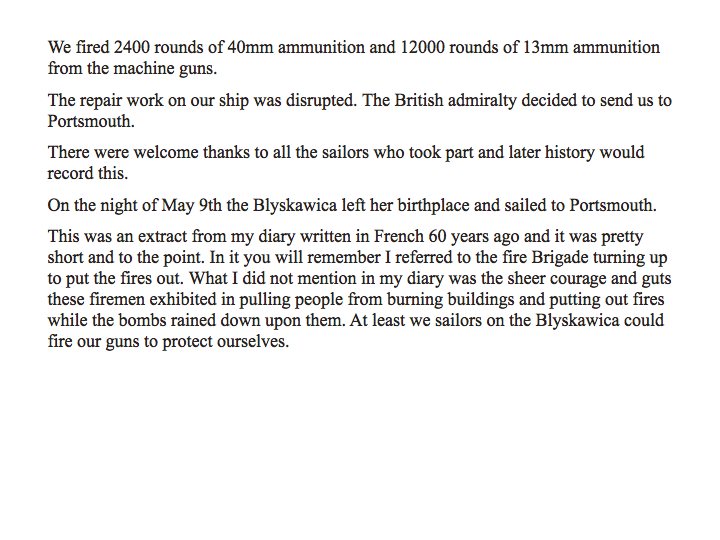 We fired 2400 rounds of 40mm ammunition and 12000 rounds of 13mm ammunition
from the machine guns.
The repair work on our ship was disrupted. The British admiralty decided to send us to
Portsmouth.
There were welcome thanks to all the sailors who took part and later history would
record this.
On the night of May 9th the Blyskawica left her birthplace and sailed to Portsmouth.
This was an extract from my diary written in French 60 years ago and it was pretty
short and to the point. In it you will remember I referred to the fire Brigade turning up
to put the fires out. What I did not mention in my diary was the sheer courage and guts
these firemen exhibited in pulling people from burning buildings and putting out fires
while the bombs rained down upon them. At least we sailors on the Blyskawica could
fire our guns to protect ourselves.